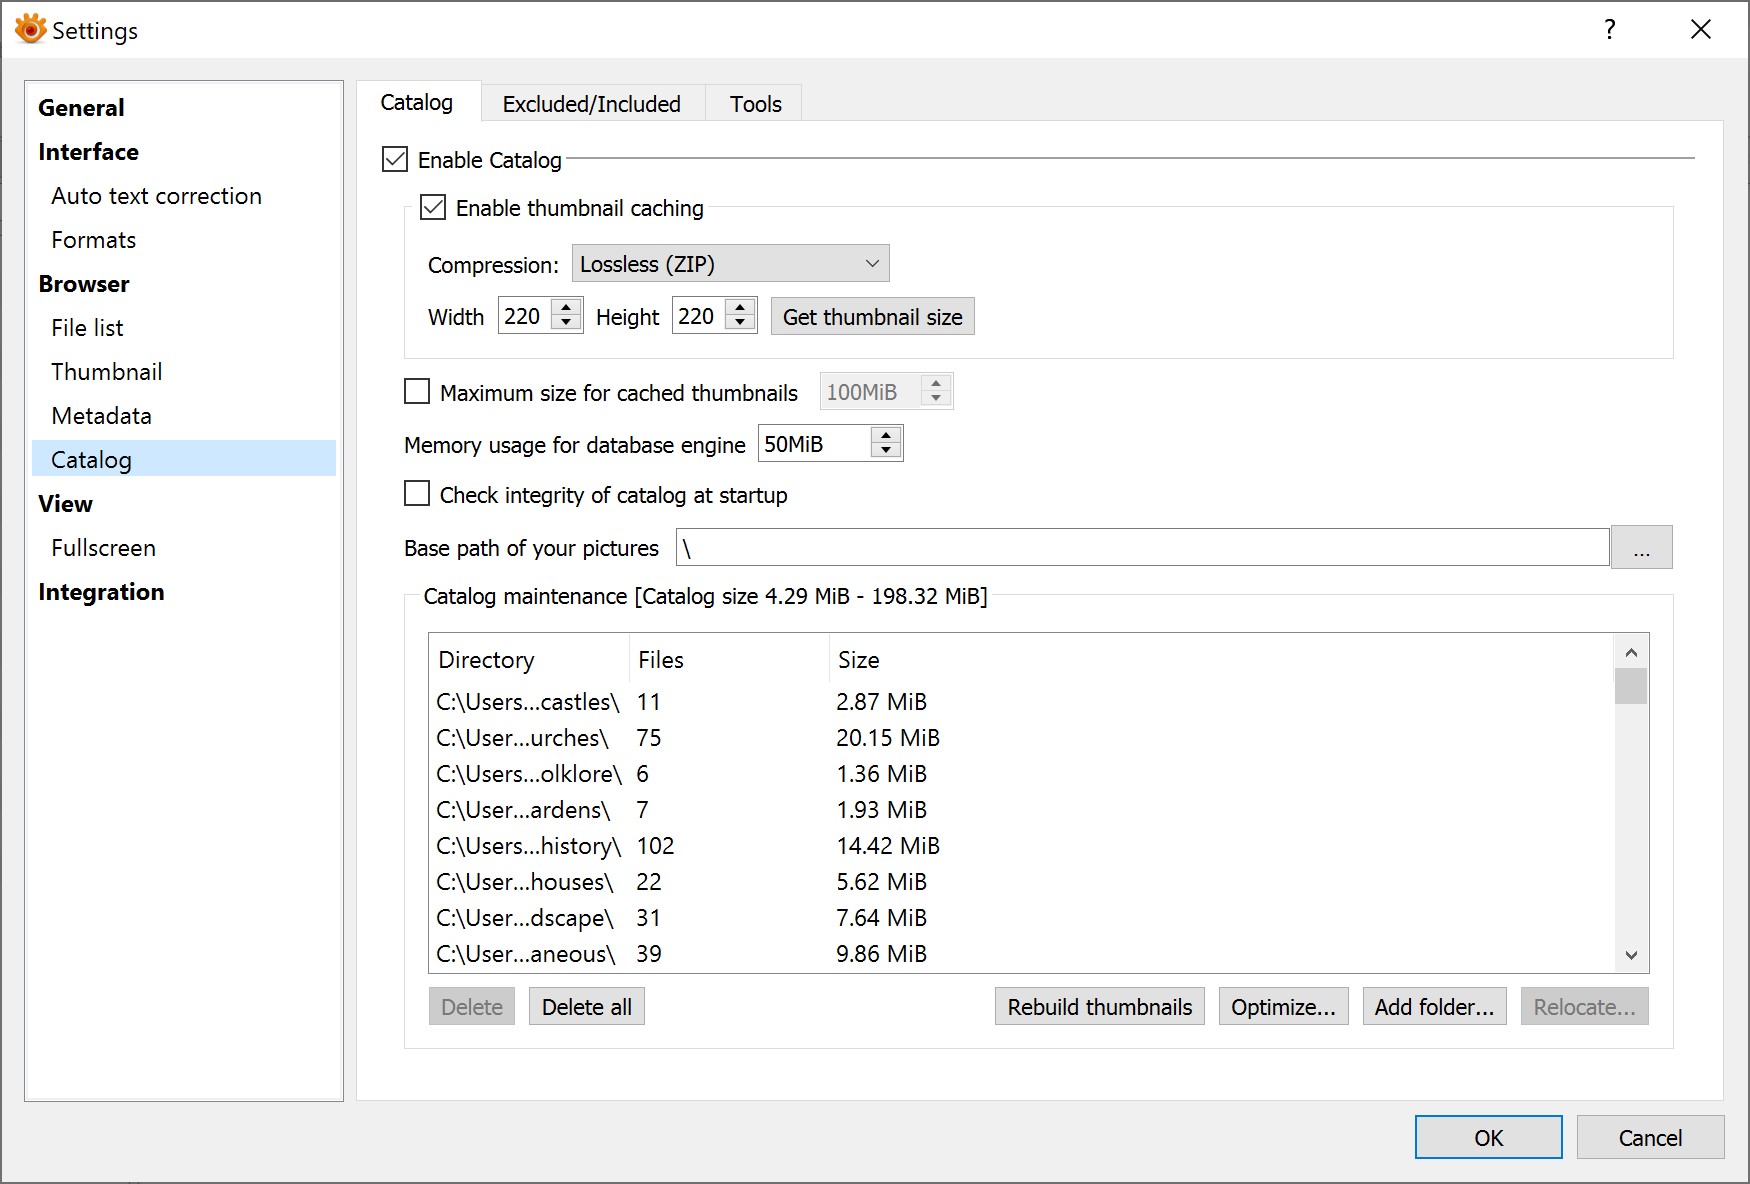 Settings
?
General
Interface
Auto text correction
Formats
Browser
File list
Thumbnail
Metadata
Catalog
View
Fullscreen
Integration
Catalog Excluded/Included Tools
Enable Catalog
Enable thumbnail caching
Compression: Lossless (ZIP)
Width 220 Height 220 Get thumbnail size
Maximum size for cached thumbnails 100MiB
Memory usage for database engine 50MiB
Check integrity of catalog at startup
Base path of your pictures \ ...
Catalog maintenance [Catalog size 4.29 MiB - 198.32 MiB]
Directory Files Size
C:\Users...castles\ 11 2.87 MiB
C:\User...urches\ 75 20.15 MiB
C:\Users...olklore\ 6 1.36 MiB
C:\User...ardens\ 7 1.93 MiB
C:\Users...history\ 102 14.42 MiB
C:\User...houses\ 22 5.62 MiB
C:\User...dscape\ 31 7.64 MiB
C:\User...aneous\ 39 9.86 MiB
Delete Delete all Rebuild thumbnails Optimize... Add folder... Relocate...
OK Cancel